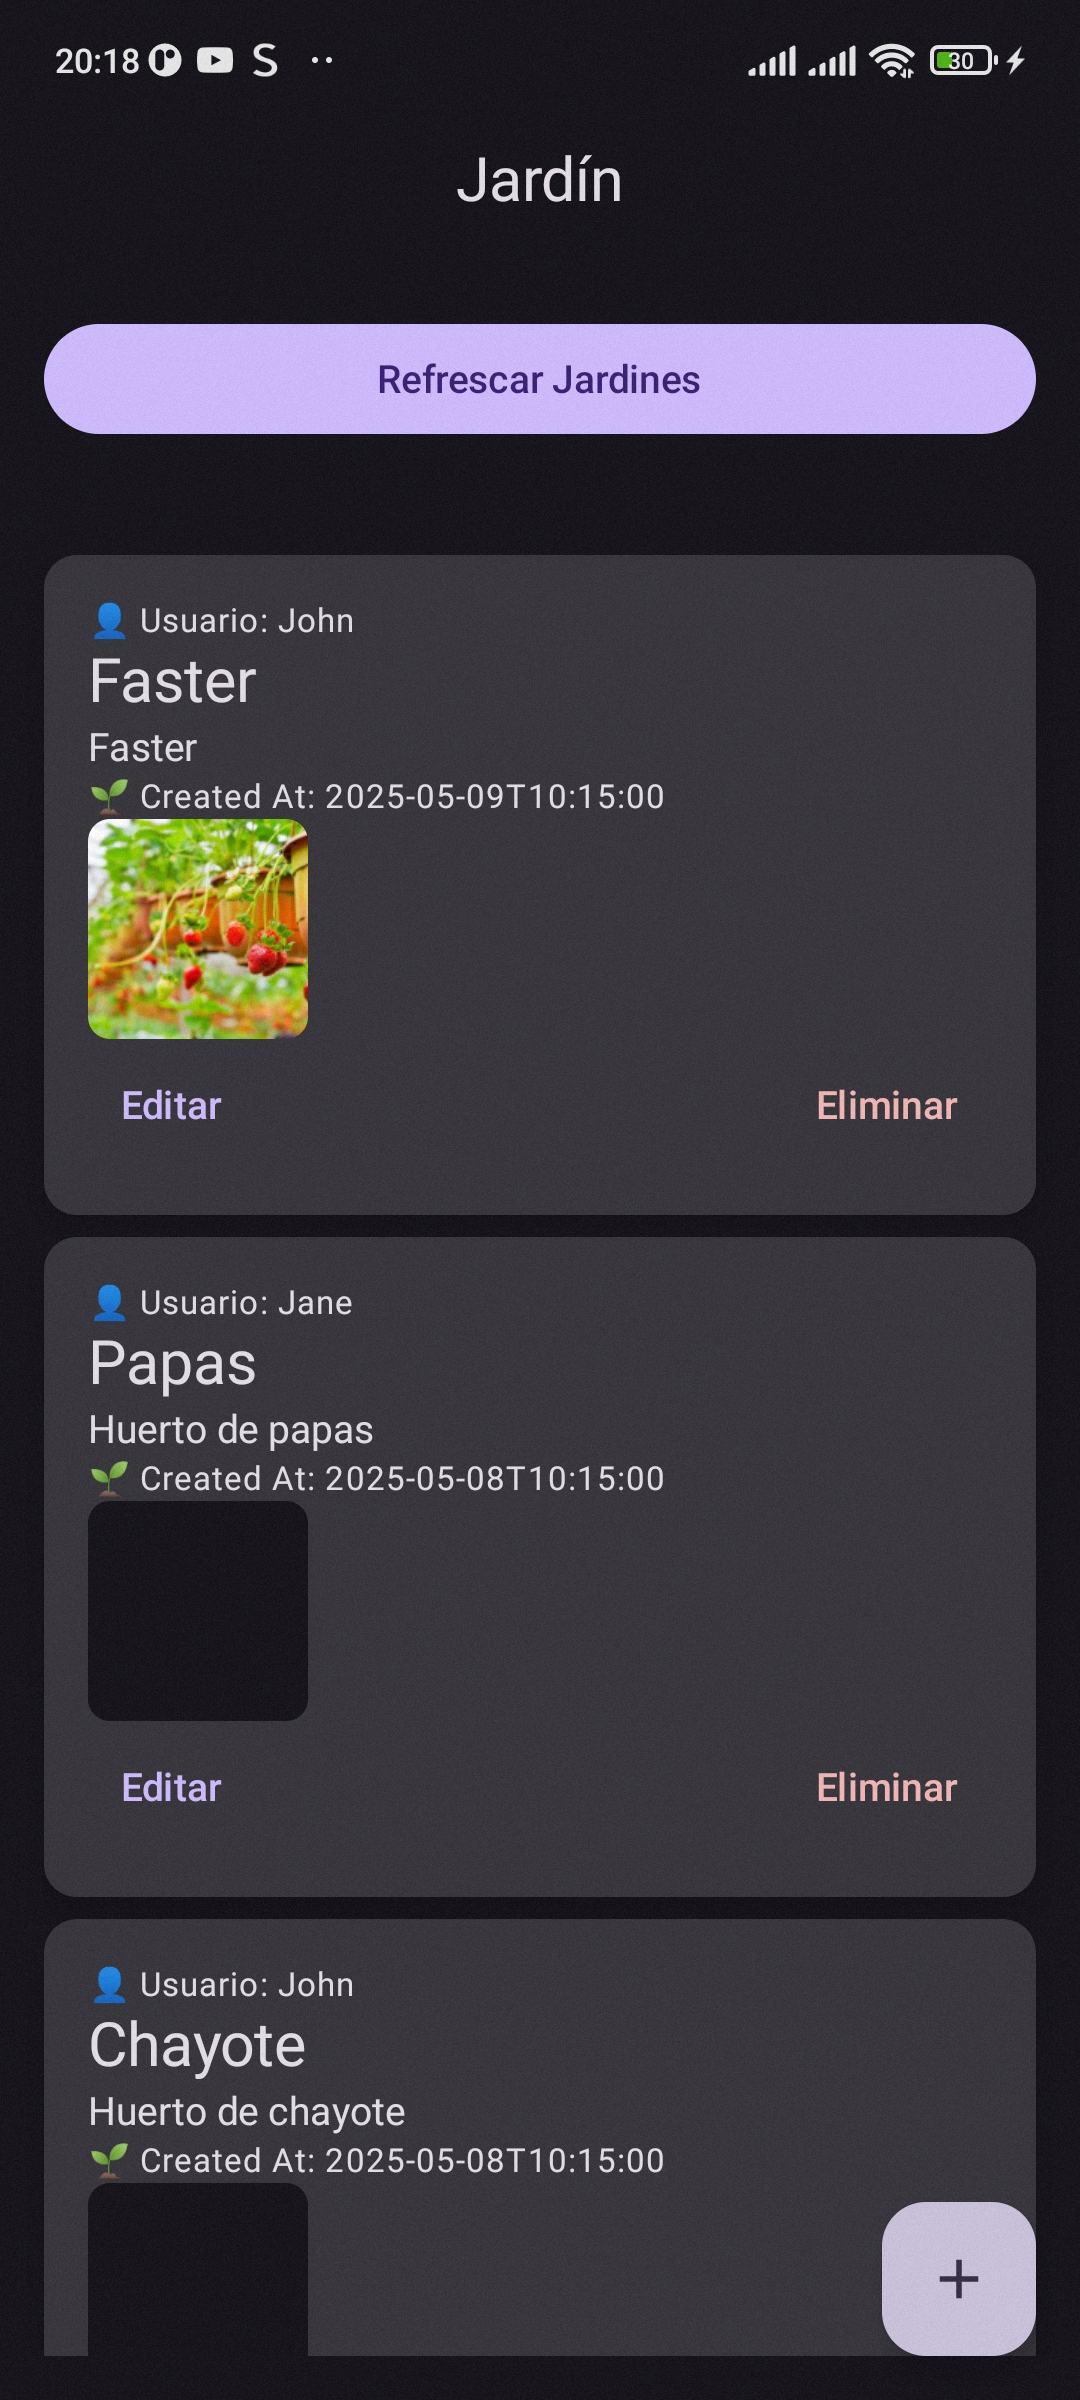 20:18
30
Jardín
Refrescar Jardines
👤 Usuario: John
Faster
Faster
🌱 Created At: 2025-05-09T10:15:00
Editar Eliminar
👤 Usuario: Jane
Papas
Huerto de papas
🌱 Created At: 2025-05-08T10:15:00
Editar Eliminar
👤 Usuario: John
Chayote
Huerto de chayote
🌱 Created At: 2025-05-08T10:15:00
+